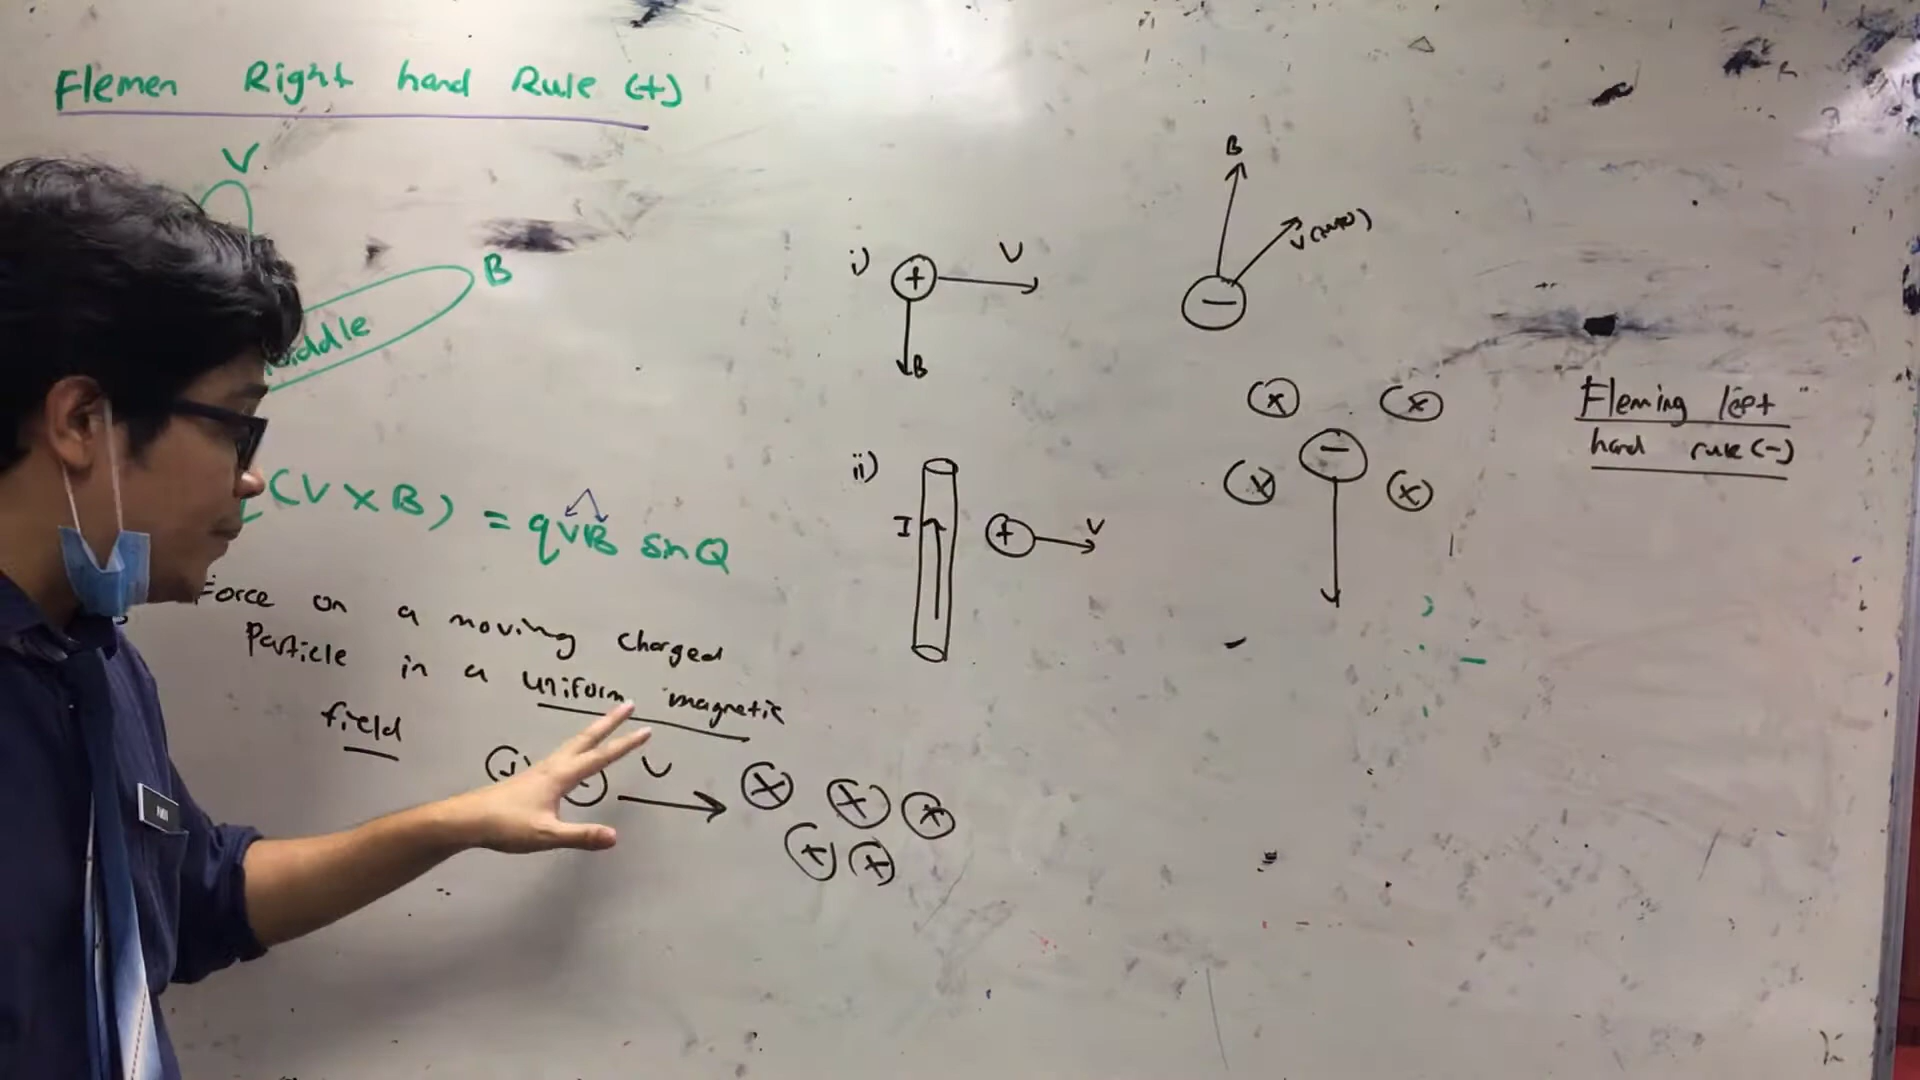 Flemen Right hand Rule (+)
V
B
middle
(V X B) = qVB sinQ
Force on a moving charged
Particle in a uniform magnetic
field
V
i)
+
V
B
ii)
I
+
V
B
V
-
-
x
x
x
x
Fleming left
hand rule (-)
x
x
x
x
x